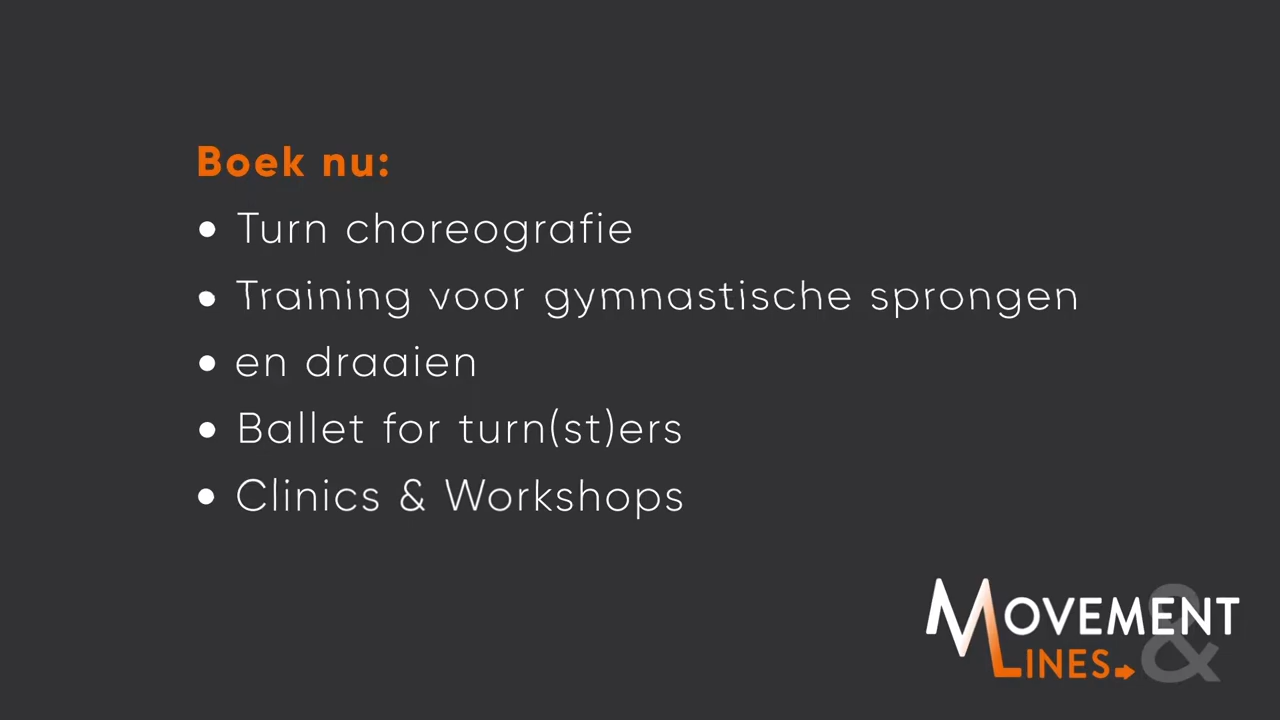 Boek nu:
• Turn choreografie
• Training voor gymnastische sprongen
• en draaien
• Ballet for turn(st)ers
• Clinics & Workshops
MOVEMENT &
LINES